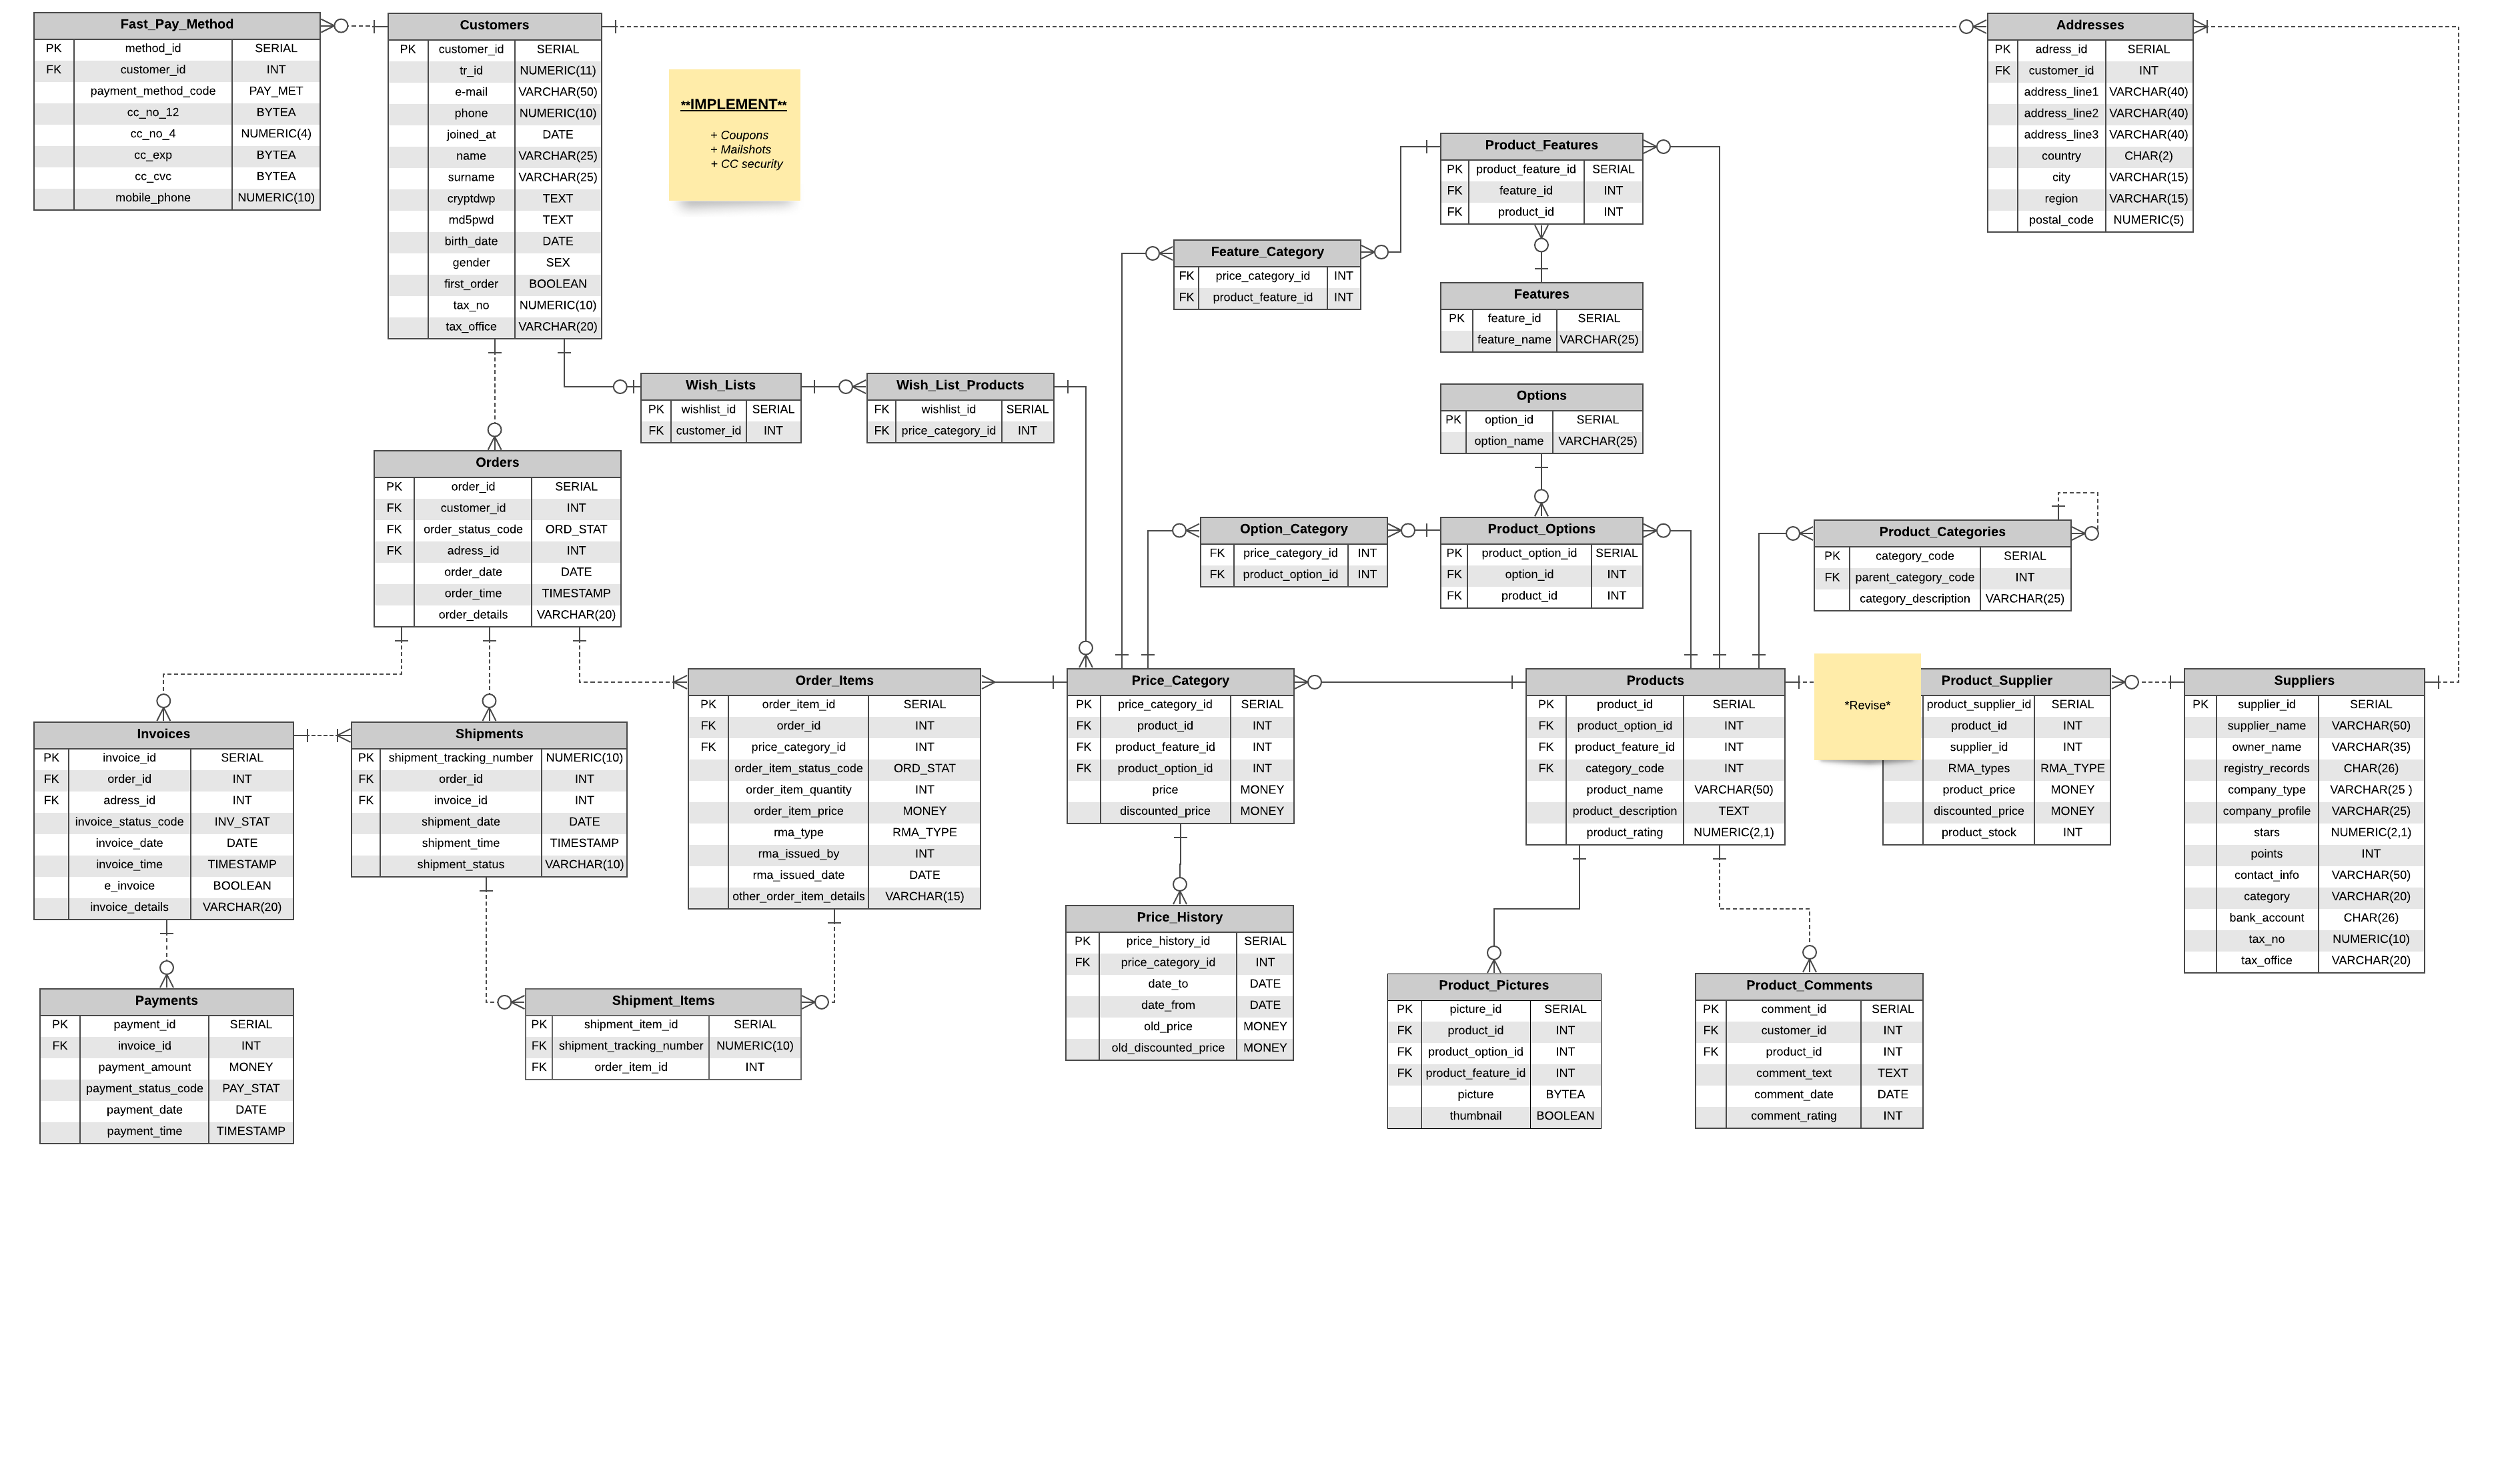 Fast_Pay_Method
PK method_id SERIAL
FK customer_id INT
payment_method_code PAY_MET
cc_no_12 BYTEA
cc_no_4 NUMERIC(4)
cc_exp BYTEA
cc_cvc BYTEA
mobile_phone NUMERIC(10)
Customers
PK customer_id SERIAL
tr_id NUMERIC(11)
e-mail VARCHAR(50)
phone NUMERIC(10)
joined_at DATE
name VARCHAR(25)
surname VARCHAR(25)
cryptdwp TEXT
md5pwd TEXT
birth_date DATE
gender SEX
first_order BOOLEAN
tax_no NUMERIC(10)
tax_office VARCHAR(20)
**IMPLEMENT**
+ Coupons
+ Mailshots
+ CC security
Addresses
PK adress_id SERIAL
FK customer_id INT
address_line1 VARCHAR(40)
address_line2 VARCHAR(40)
address_line3 VARCHAR(40)
country CHAR(2)
city VARCHAR(15)
region VARCHAR(15)
postal_code NUMERIC(5)
Product_Features
PK product_feature_id SERIAL
FK feature_id INT
FK product_id INT
Feature_Category
FK price_category_id INT
FK product_feature_id INT
Features
PK feature_id SERIAL
feature_name VARCHAR(25)
Wish_Lists
PK wishlist_id SERIAL
FK customer_id INT
Wish_List_Products
FK wishlist_id SERIAL
FK price_category_id INT
Options
PK option_id SERIAL
option_name VARCHAR(25)
Orders
PK order_id SERIAL
FK customer_id INT
FK order_status_code ORD_STAT
FK adress_id INT
order_date DATE
order_time TIMESTAMP
order_details VARCHAR(20)
Option_Category
FK price_category_id INT
FK product_option_id INT
Product_Options
PK product_option_id SERIAL
FK option_id INT
FK product_id INT
Product_Categories
PK category_code SERIAL
FK parent_category_code INT
category_description VARCHAR(25)
Invoices
PK invoice_id SERIAL
FK order_id INT
FK adress_id INT
invoice_status_code INV_STAT
invoice_date DATE
invoice_time TIMESTAMP
e_invoice BOOLEAN
invoice_details VARCHAR(20)
Shipments
PK shipment_tracking_number NUMERIC(10)
FK order_id INT
FK invoice_id INT
shipment_date DATE
shipment_time TIMESTAMP
shipment_status VARCHAR(10)
Order_Items
PK order_item_id SERIAL
FK order_id INT
FK price_category_id INT
order_item_status_code ORD_STAT
order_item_quantity INT
order_item_price MONEY
rma_type RMA_TYPE
rma_issued_by INT
rma_issued_date DATE
other_order_item_details VARCHAR(15)
Price_Category
PK price_category_id SERIAL
FK product_id INT
FK product_feature_id INT
FK product_option_id INT
price MONEY
discounted_price MONEY
Products
PK product_id SERIAL
FK product_option_id INT
FK product_feature_id INT
FK category_code INT
product_name VARCHAR(50)
product_description TEXT
product_rating NUMERIC(2,1)
*Revise*
Product_Supplier
product_supplier_id SERIAL
product_id INT
supplier_id INT
RMA_types RMA_TYPE
product_price MONEY
discounted_price MONEY
product_stock INT
Suppliers
PK supplier_id SERIAL
supplier_name VARCHAR(50)
owner_name VARCHAR(35)
registry_records CHAR(26)
company_type VARCHAR(25 )
company_profile VARCHAR(25)
stars NUMERIC(2,1)
points INT
contact_info VARCHAR(50)
category VARCHAR(20)
bank_account CHAR(26)
tax_no NUMERIC(10)
tax_office VARCHAR(20)
Payments
PK payment_id SERIAL
FK invoice_id INT
payment_amount MONEY
payment_status_code PAY_STAT
payment_date DATE
payment_time TIMESTAMP
Shipment_Items
PK shipment_item_id SERIAL
FK shipment_tracking_number NUMERIC(10)
FK order_item_id INT
Price_History
PK price_history_id SERIAL
FK price_category_id INT
date_to DATE
date_from DATE
old_price MONEY
old_discounted_price MONEY
Product_Pictures
PK picture_id SERIAL
FK product_id INT
FK product_option_id INT
FK product_feature_id INT
picture BYTEA
thumbnail BOOLEAN
Product_Comments
PK comment_id SERIAL
FK customer_id INT
FK product_id INT
comment_text TEXT
comment_date DATE
comment_rating INT